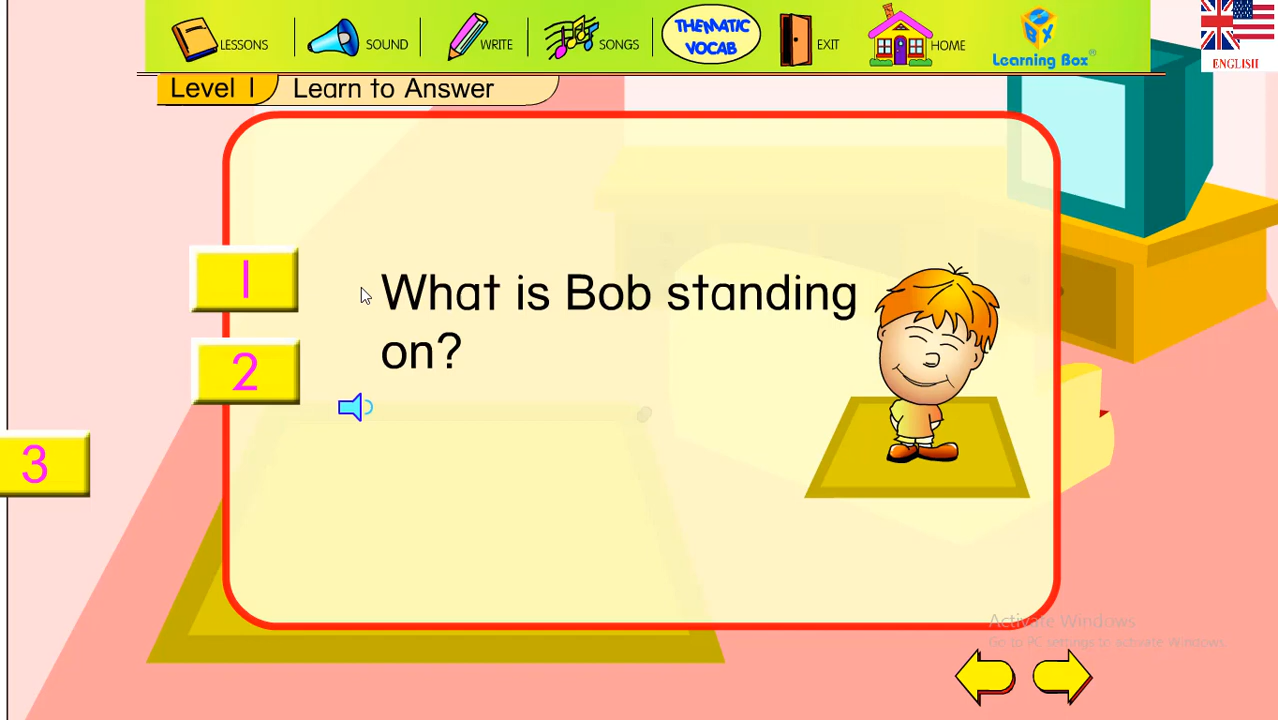 LESSONS SOUND WRITE SONGS THEMATIC VOCAB EXIT HOME Learning Box®
ENGLISH
Level 1 Learn to Answer
1
What is Bob standing
on?
2
3
Activate Windows
Go to PC settings to activate Windows.